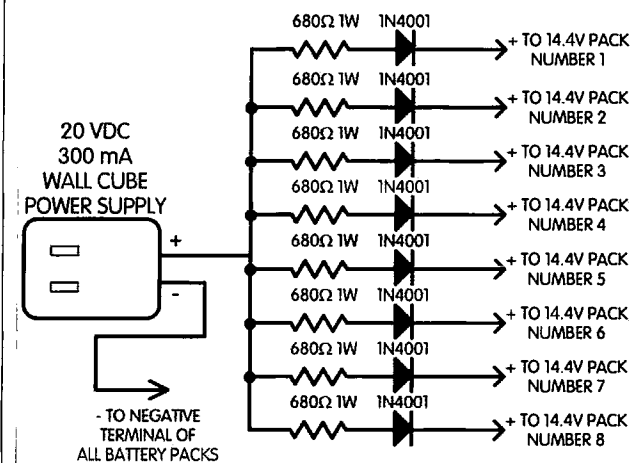 680Ω 1W 1N4001
+ TO 14.4V PACK
NUMBER 1
680Ω 1W 1N4001
+ TO 14.4V PACK
NUMBER 2
680Ω 1W 1N4001
+ TO 14.4V PACK
NUMBER 3
680Ω 1W 1N4001
+ TO 14.4V PACK
NUMBER 4
680Ω 1W 1N4001
+ TO 14.4V PACK
NUMBER 5
680Ω 1W 1N4001
+ TO 14.4V PACK
NUMBER 6
680Ω 1W 1N4001
+ TO 14.4V PACK
NUMBER 7
680Ω 1W 1N4001
+ TO 14.4V PACK
NUMBER 8
20 VDC
300 mA
WALL CUBE
POWER SUPPLY
+
-
- TO NEGATIVE
TERMINAL OF
ALL BATTERY PACKS